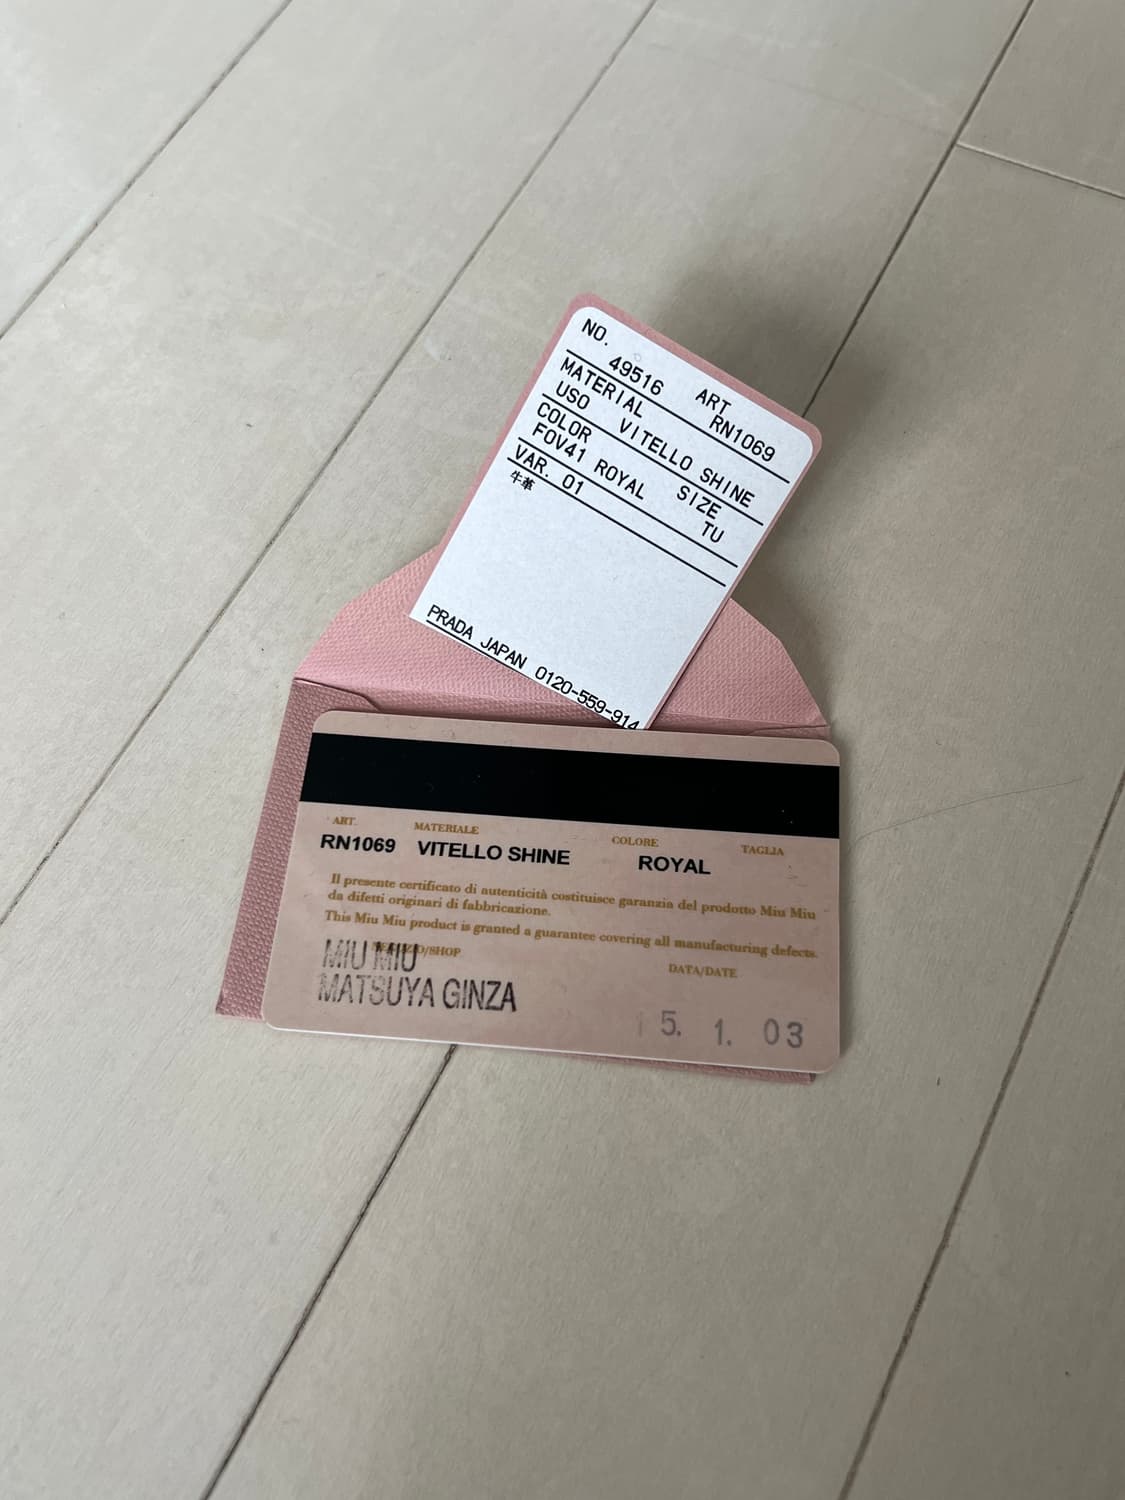 NO. 49516 ART RN1069
MATERIAL
USO VITELLO SHINE
COLOR SIZE
F0V41 ROYAL TU
VAR. 01
牛革
PRADA JAPAN 0120-559-914
ART. MATERIALE COLORE TAGLIA
RN1069 VITELLO SHINE ROYAL
Il presente certificato di autenticità costituisce garanzia del prodotto Miu Miu
da difetti originari di fabbricazione.
This Miu Miu product is granted a guarantee covering all manufacturing defects.
NEGOZIO/SHOP DATA/DATE
MIU MIU
MATSUYA GINZA
15. 1. 03